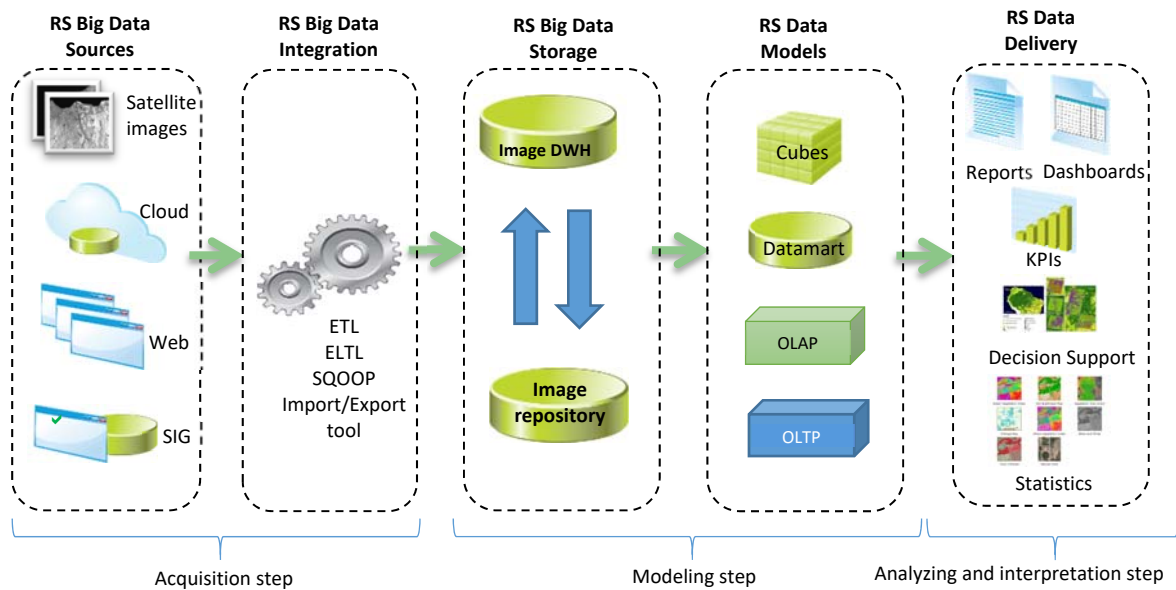 RS Big Data
Sources
Satellite
images
Cloud
Web
SIG
RS Big Data
Integration
ETL
ELTL
SQOOP
Import/Export
tool
RS Big Data
Storage
Image DWH
Image
repository
RS Data
Models
Cubes
Datamart
OLAP
OLTP
RS Data
Delivery
Reports
Dashboards
KPIs
Decision Support
Statistics
Acquisition step
Modeling step
Analyzing and interpretation step